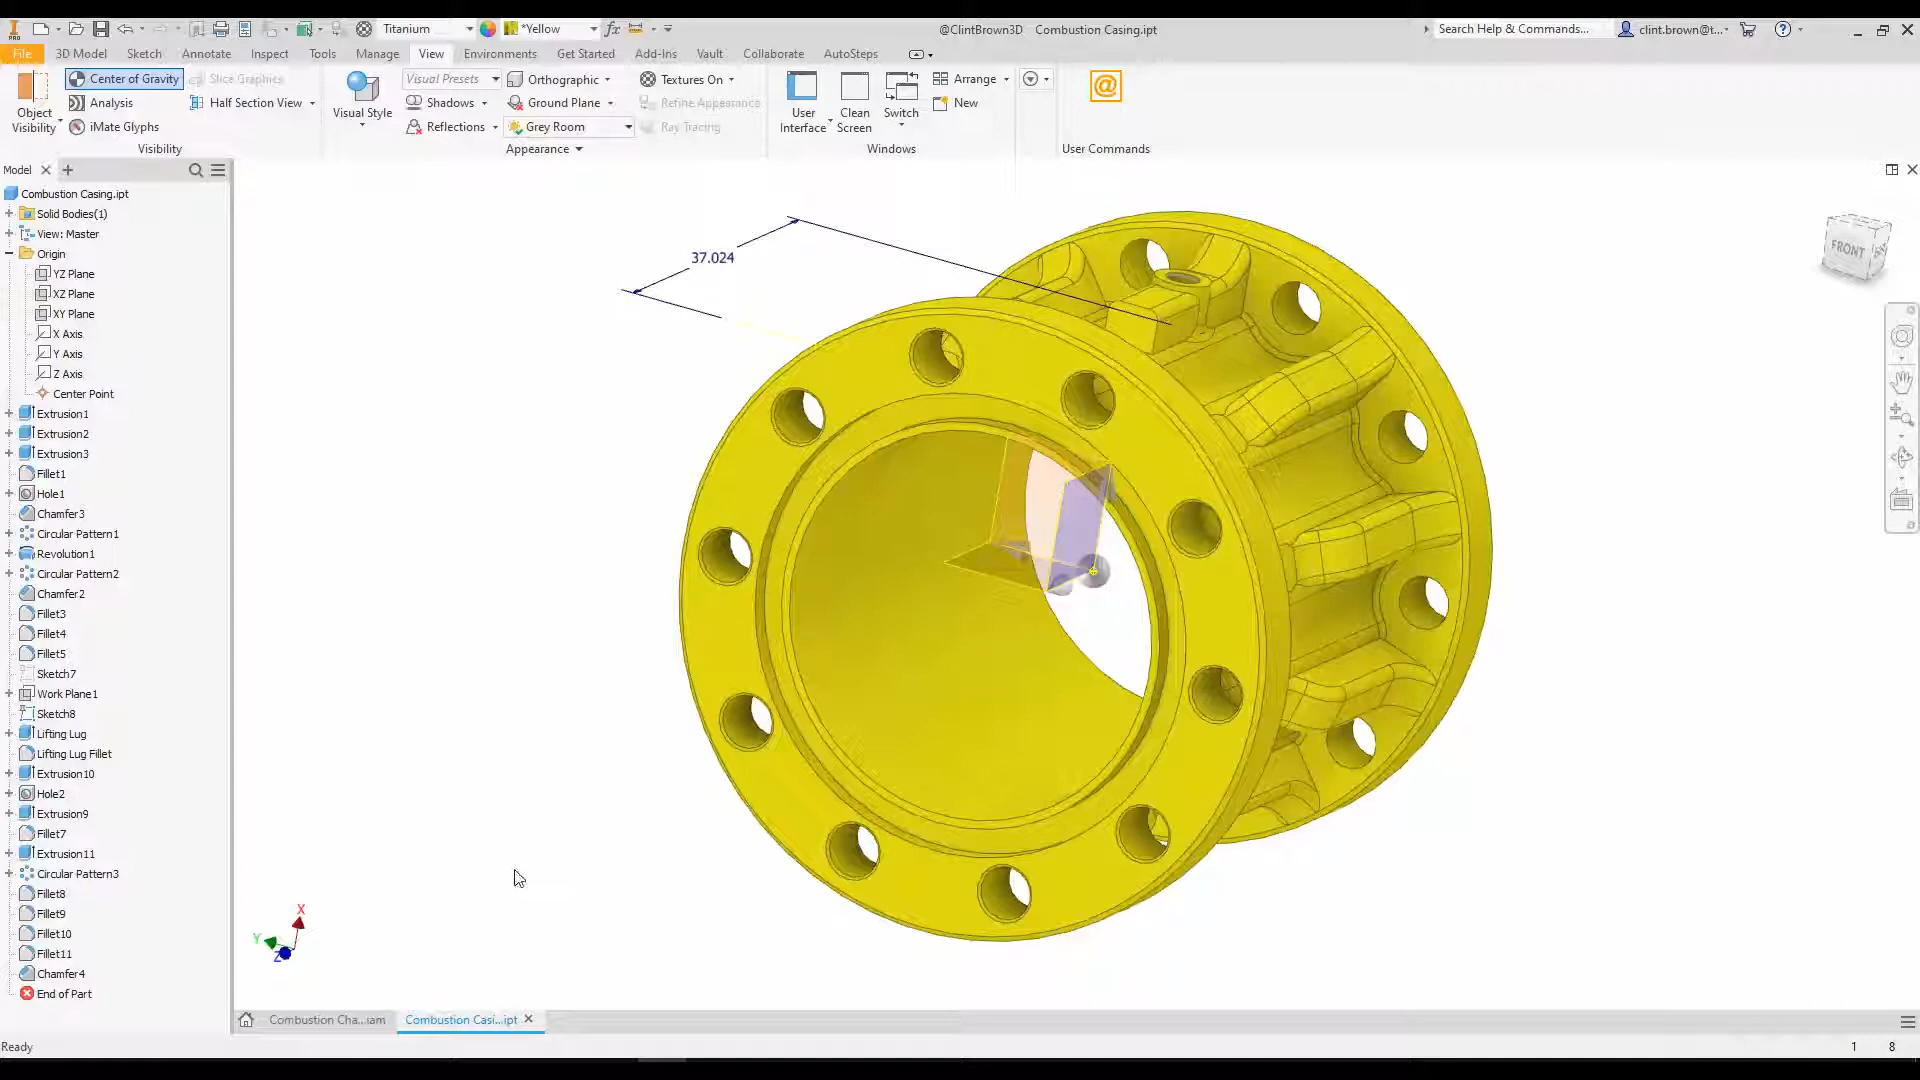 Titanium
*Yellow
@ClintBrown3D Combustion Casing.ipt
Search Help & Commands...
clint.brown@t...
File 3D Model Sketch Annotate Inspect Tools Manage View Environments Get Started Add-Ins Vault Collaborate AutoSteps
PRO
Object Visibility
Center of Gravity
Slice Graphics
Analysis
Half Section View
iMate Glyphs
Visibility
Visual Style
Visual Presets
Orthographic
Textures On
Shadows
Ground Plane
Refine Appearance
Reflections
Grey Room
Ray Tracing
Appearance
User Interface
Clean Screen
Switch
Arrange
New
Windows
@
User Commands
Model
Combustion Casing.ipt
Solid Bodies(1)
View: Master
Origin
YZ Plane
XZ Plane
XY Plane
X Axis
Y Axis
Z Axis
Center Point
Extrusion1
Extrusion2
Extrusion3
Fillet1
Hole1
Chamfer3
Circular Pattern1
Revolution1
Circular Pattern2
Chamfer2
Fillet3
Fillet4
Fillet5
Sketch7
Work Plane1
Sketch8
Lifting Lug
Lifting Lug Fillet
Extrusion10
Hole2
Extrusion9
Fillet7
Extrusion11
Circular Pattern3
Fillet8
Fillet9
Fillet10
Fillet11
Chamfer4
End of Part
37.024
FRONT
X
Y
Z
Combustion Cha...iam
Combustion Casi...ipt
Ready
1 8